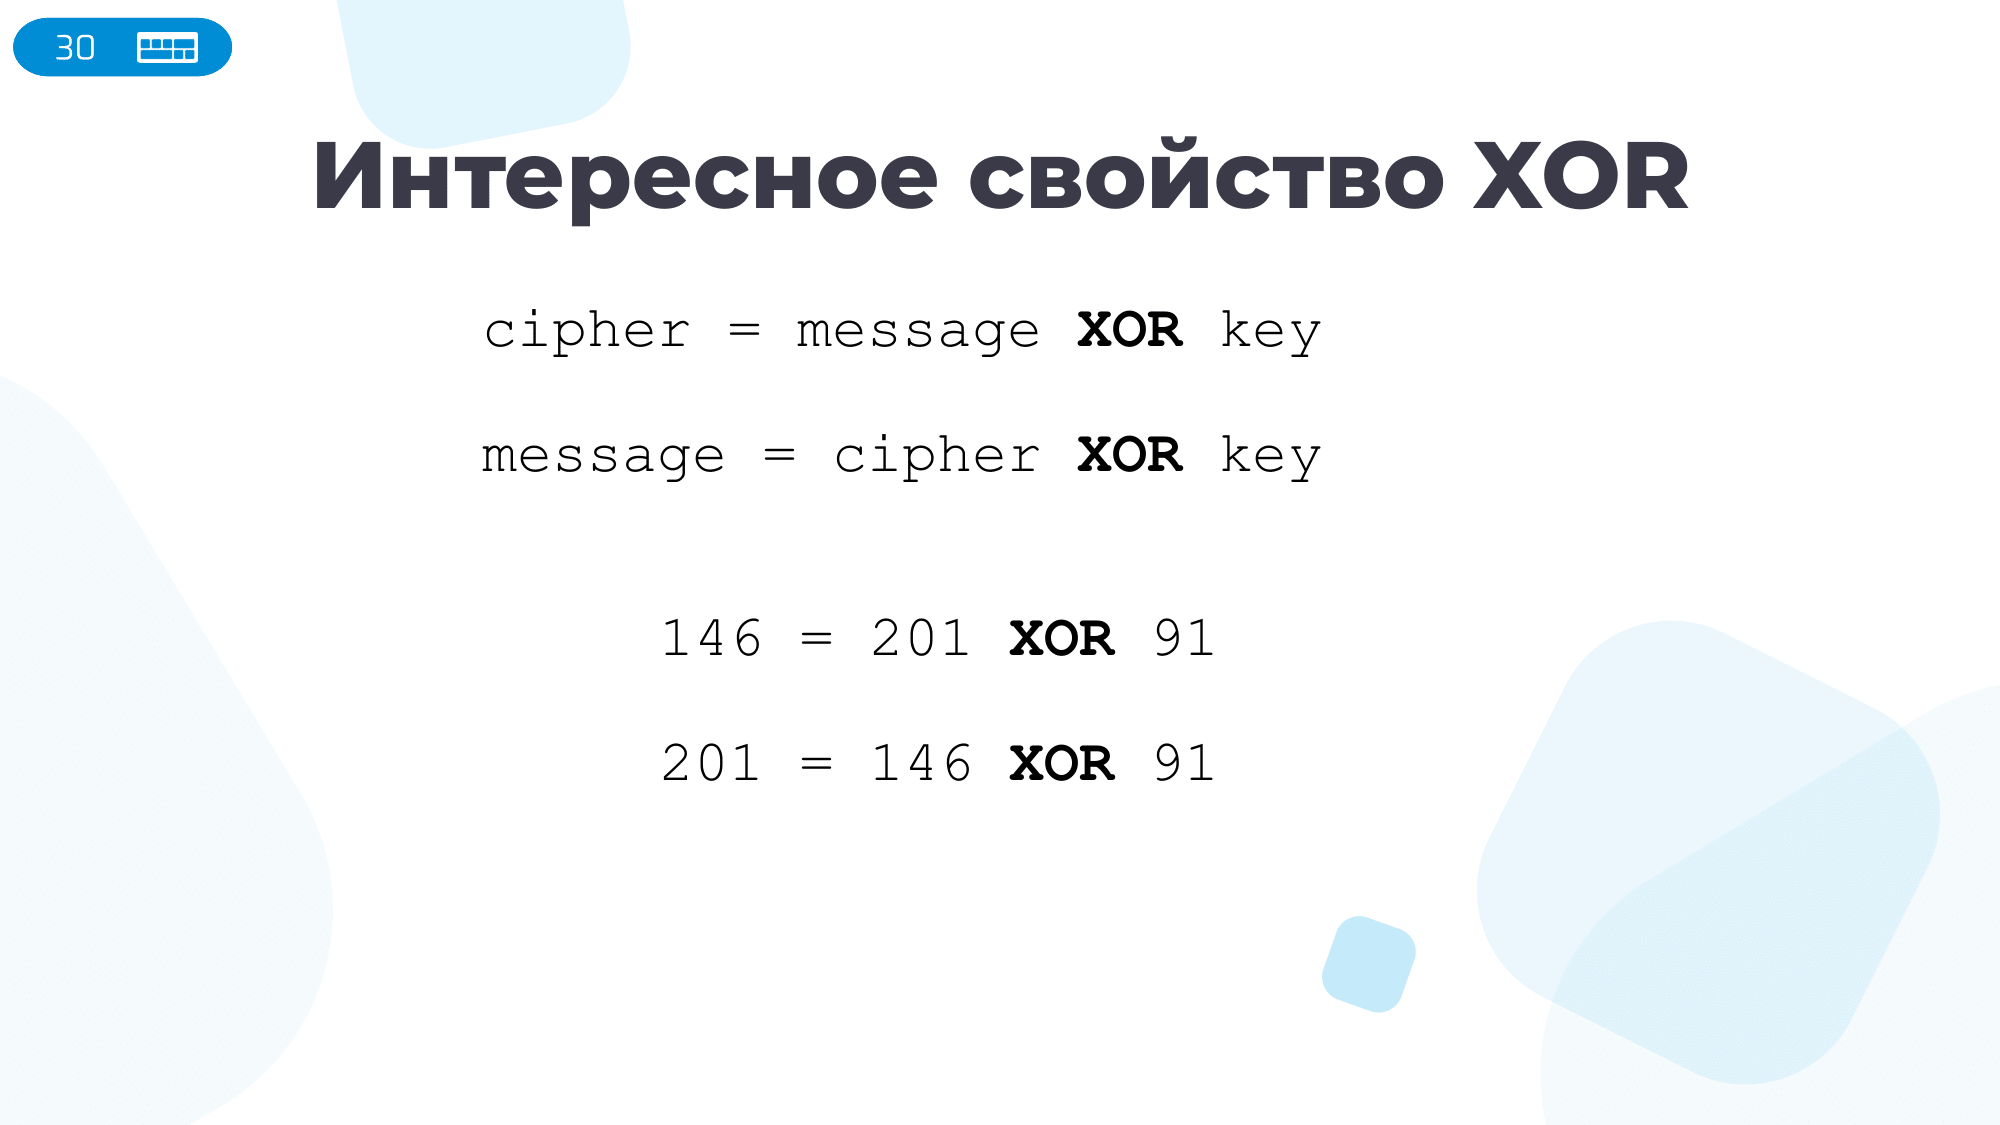 30
Интересное свойство XOR
cipher = message XOR key
message = cipher XOR key
146 = 201 XOR 91
201 = 146 XOR 91